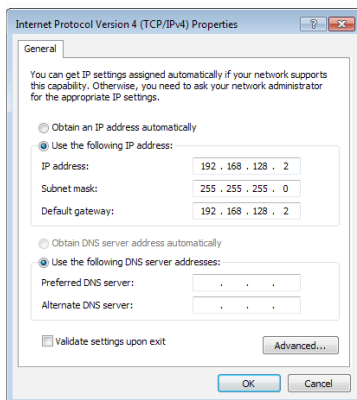 Internet Protocol Version 4 (TCP/IPv4) Properties
General
You can get IP settings assigned automatically if your network supports
this capability. Otherwise, you need to ask your network administrator
for the appropriate IP settings.
Obtain an IP address automatically
Use the following IP address:
IP address: 192 . 168 . 128 . 2
Subnet mask: 255 . 255 . 255 . 0
Default gateway: 192 . 168 . 128 . 2
Obtain DNS server address automatically
Use the following DNS server addresses:
Preferred DNS server: . . .
Alternate DNS server: . . .
Validate settings upon exit
Advanced...
OK Cancel